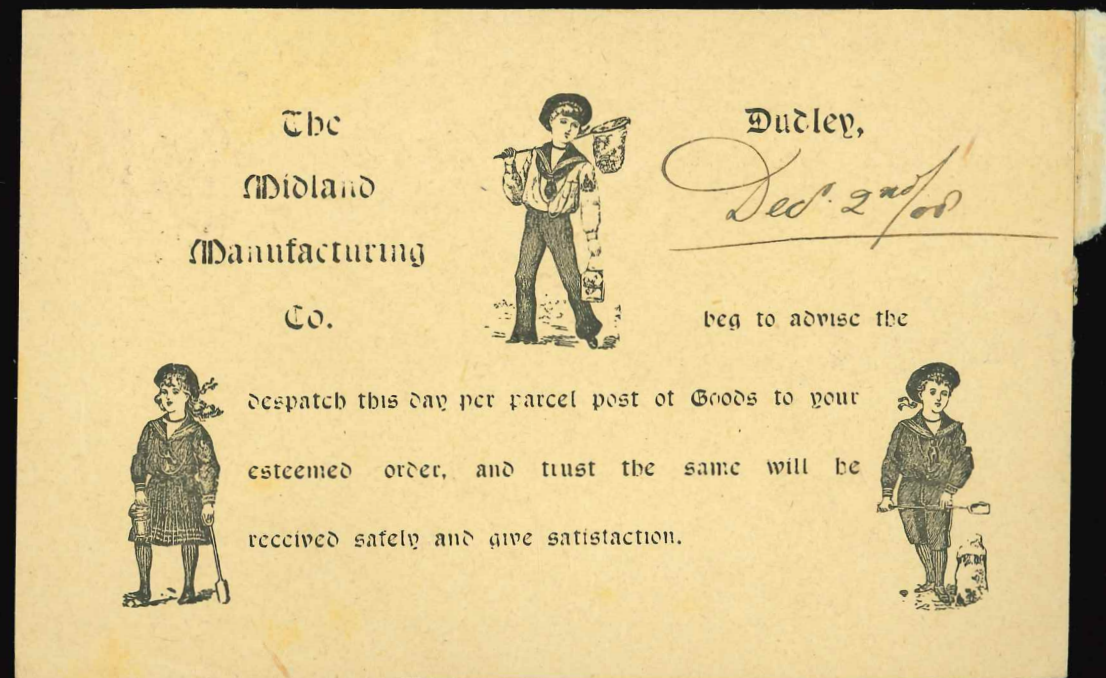 The
Midland
Manufacturing
Co.
Dudley,
Dec. 2nd/08
beg to advise the
despatch this day per parcel post of Goods to your
esteemed order, and trust the same will be
received safely and give satisfaction.